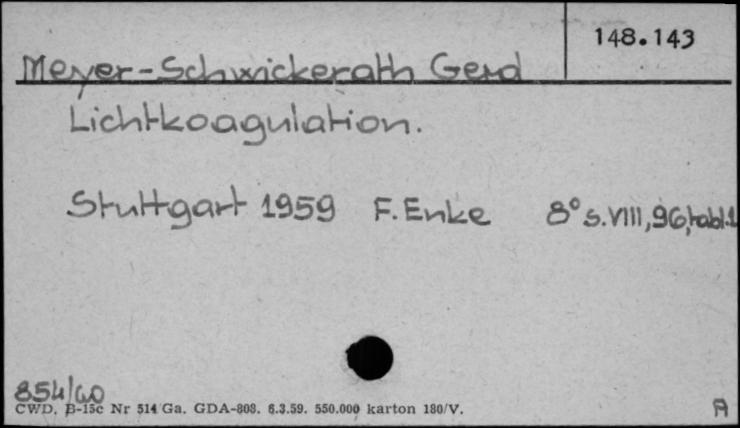 148.143
Meyer-Schwickerath Gerd
Lichtkoagulation.
Stuttgart 1959 F. Enke 8° s. VIII, 96, tabl. 1
854/60
CWD, B-15c Nr 514 Ga. GDA-808. 6.3.59. 550.000 karton 180/V.
A